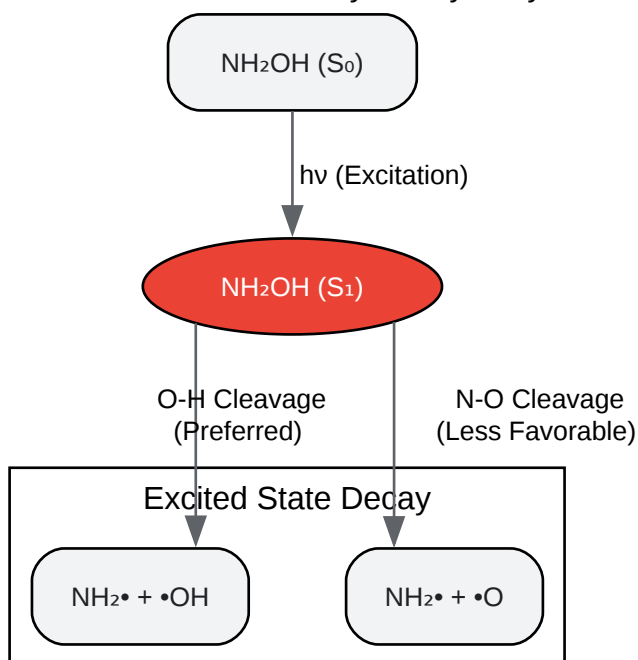 NH₂OH (S₀)
hν (Excitation)
NH₂OH (S₁)
O-H Cleavage
(Preferred)
N-O Cleavage
(Less Favorable)
Excited State Decay
NH₂• + •OH
NH₂• + •O